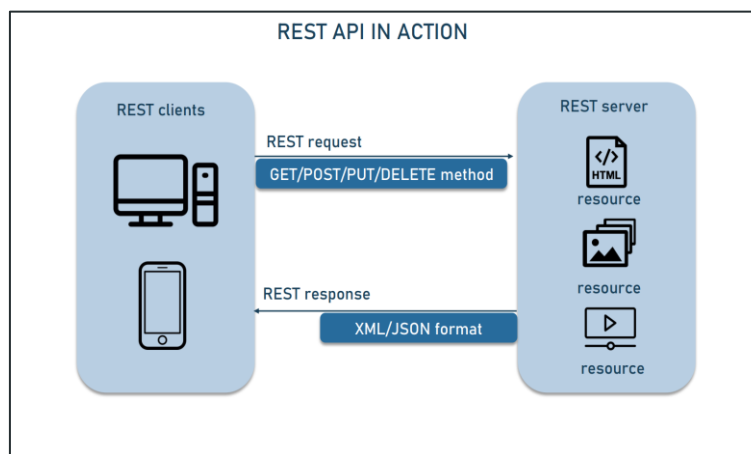 REST API IN ACTION
REST clients
REST request
GET/POST/PUT/DELETE method
REST response
XML/JSON format
REST server
</>
HTML
resource
resource
resource